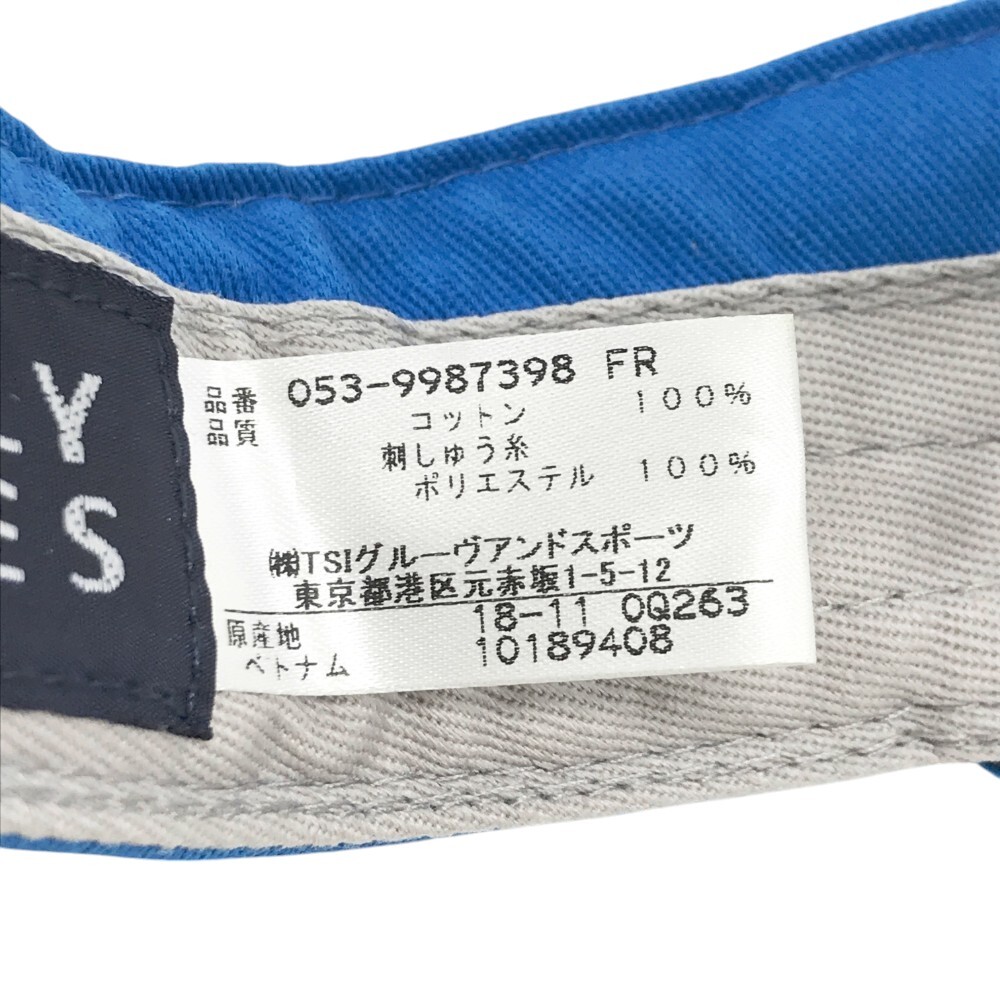 Y
S
品番 053-9987398 FR
品質 コットン 100%
刺しゅう糸
ポリエステル 100%
㈱TSIグルーヴアンドスポーツ
東京都港区元赤坂1-5-12
18-11 0Q263
原産地 10189408
ベトナム